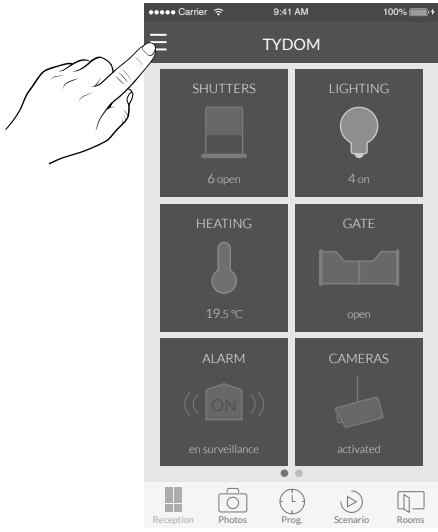 Carrier 9:41 AM 100%
TYDOM
SHUTTERS LIGHTING
6 open 4 on
HEATING GATE
19.5 °C open
ALARM CAMERAS
ON
en surveillance activated
Reception Photos Prog. Scenario Rooms